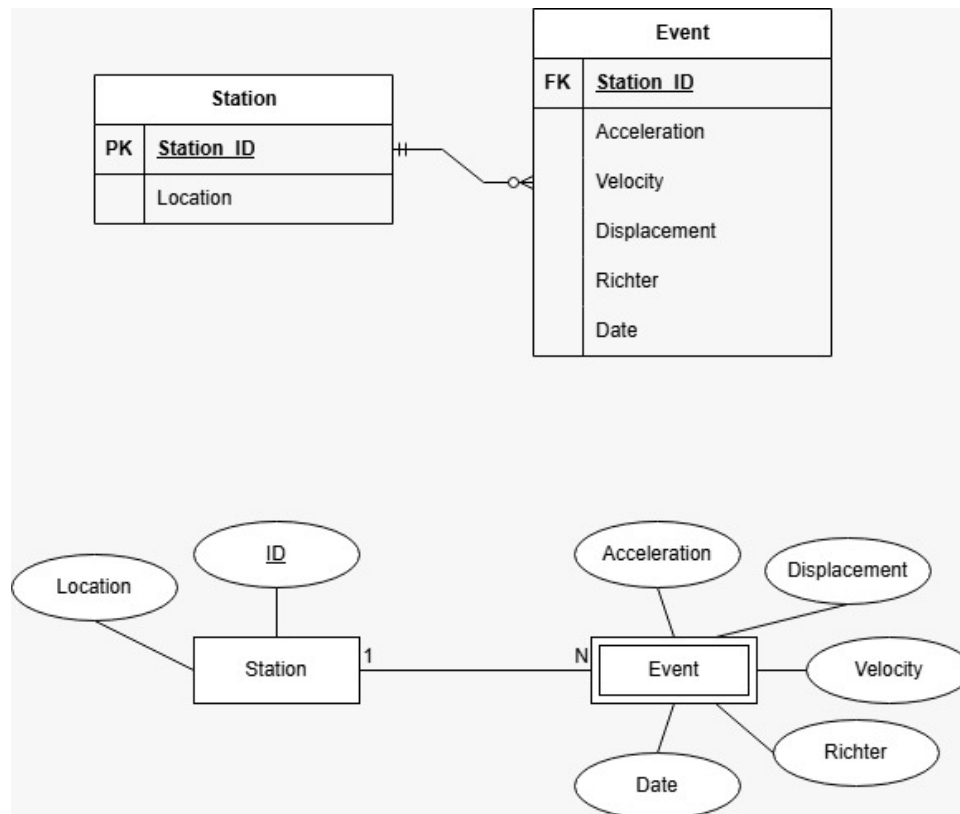 Event
FK Station_ID
Acceleration
Velocity
Displacement
Richter
Date
Station
PK Station_ID
Location
ID
Location
Station
1
N
Event
Acceleration
Displacement
Velocity
Richter
Date